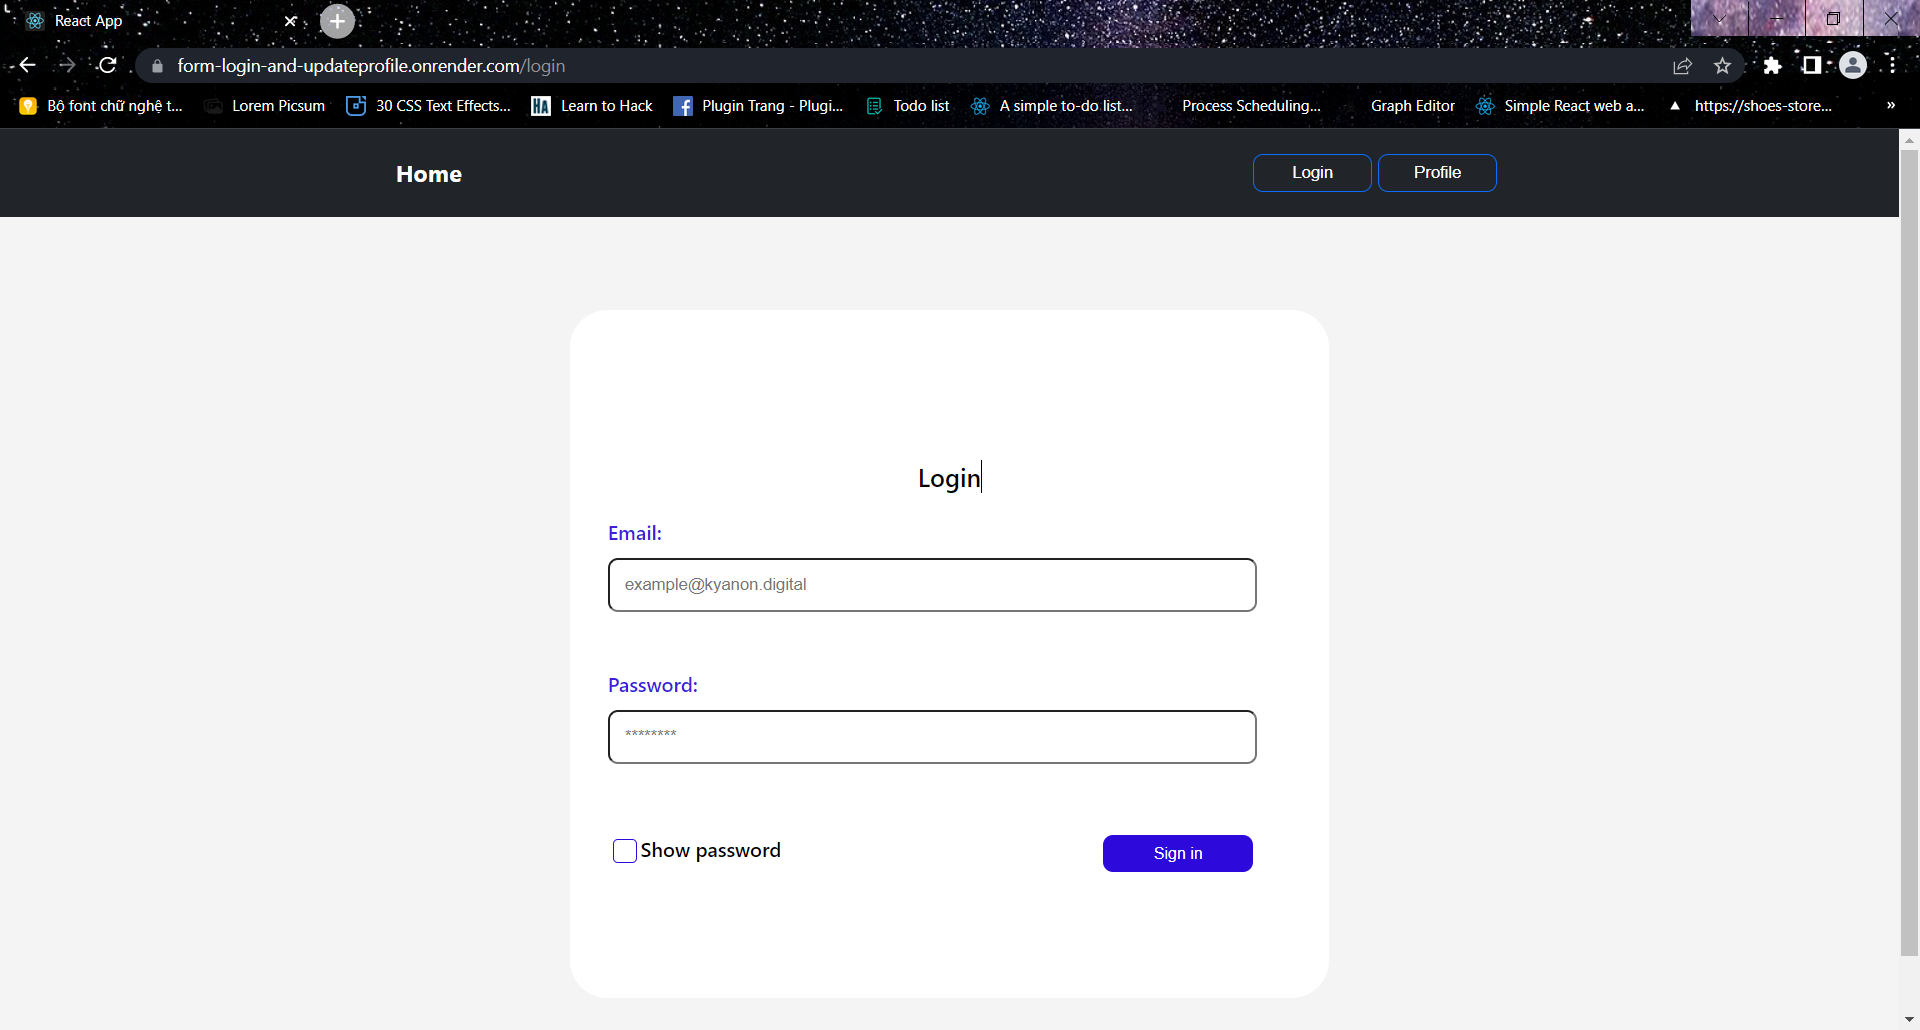 React App
form-login-and-updateprofile.onrender.com/login
Bộ font chữ nghệ t... Lorem Picsum 30 CSS Text Effects... HA Learn to Hack Plugin Trang - Plugi... Todo list A simple to-do list... Process Scheduling... Graph Editor Simple React web a... https://shoes-store... »
Home Login Profile
Login
Email:
example@kyanon.digital
Password:
********
Show password Sign in